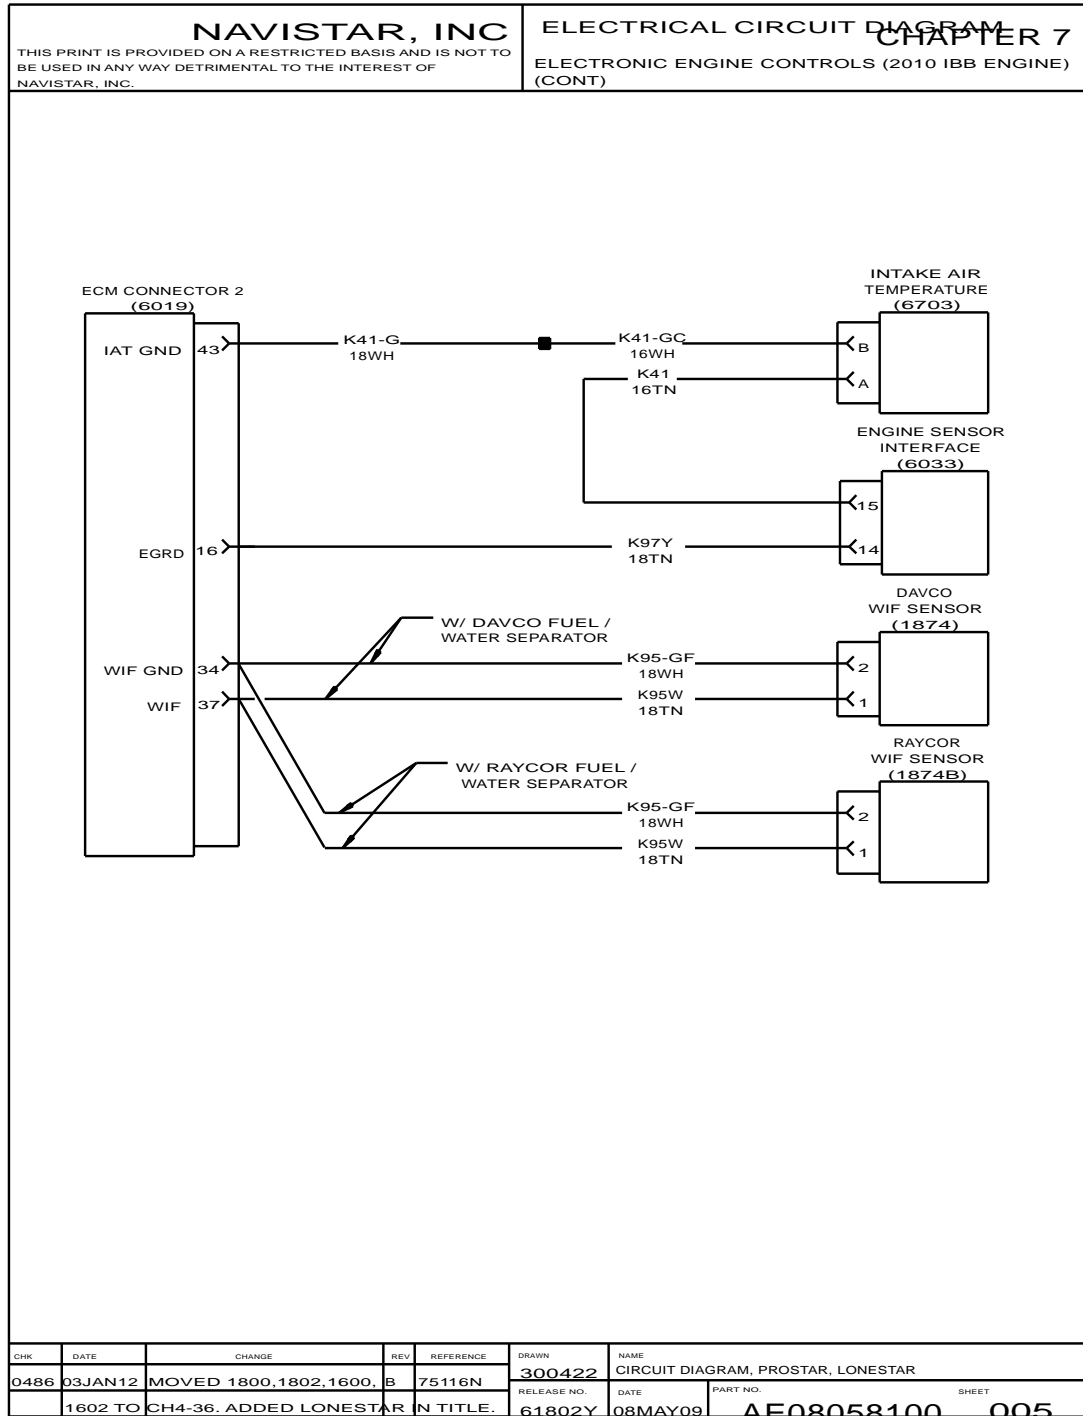 NAVISTAR, INC
THIS PRINT IS PROVIDED ON A RESTRICTED BASIS AND IS NOT TO
BE USED IN ANY WAY DETRIMENTAL TO THE INTEREST OF
NAVISTAR, INC.
ELECTRICAL CIRCUIT DIAGRAM
CHAPTER 7
ELECTRONIC ENGINE CONTROLS (2010 IBB ENGINE)
(CONT)
ECM CONNECTOR 2
(6019)
IAT GND 43
EGRD 16
WIF GND 34
WIF 37
K41-G
18WH
K41-GC
16WH
K41
16TN
INTAKE AIR
TEMPERATURE
(6703)
B
A
ENGINE SENSOR
INTERFACE
(6033)
15
14
K97Y
18TN
W/ DAVCO FUEL /
WATER SEPARATOR
K95-GF
18WH
K95W
18TN
DAVCO
WIF SENSOR
(1874)
2
1
W/ RAYCOR FUEL /
WATER SEPARATOR
K95-GF
18WH
K95W
18TN
RAYCOR
WIF SENSOR
(1874B)
2
1
CHK DATE CHANGE REV REFERENCE
0486 03JAN12 MOVED 1800,1802,1600, B 75116N
1602 TO CH4-36. ADDED LONESTAR IN TITLE.
DRAWN
300422
NAME
CIRCUIT DIAGRAM, PROSTAR, LONESTAR
RELEASE NO.
61802Y
DATE
08MAY09
PART NO.
AE08058100
SHEET
005